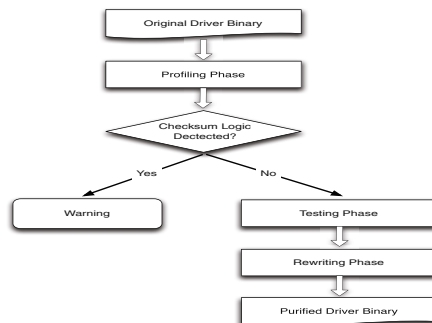 Original Driver Binary
Profiling Phase
Checksum Logic
Dectected?
Yes
No
Warning
Testing Phase
Rewriting Phase
Purified Driver Binary